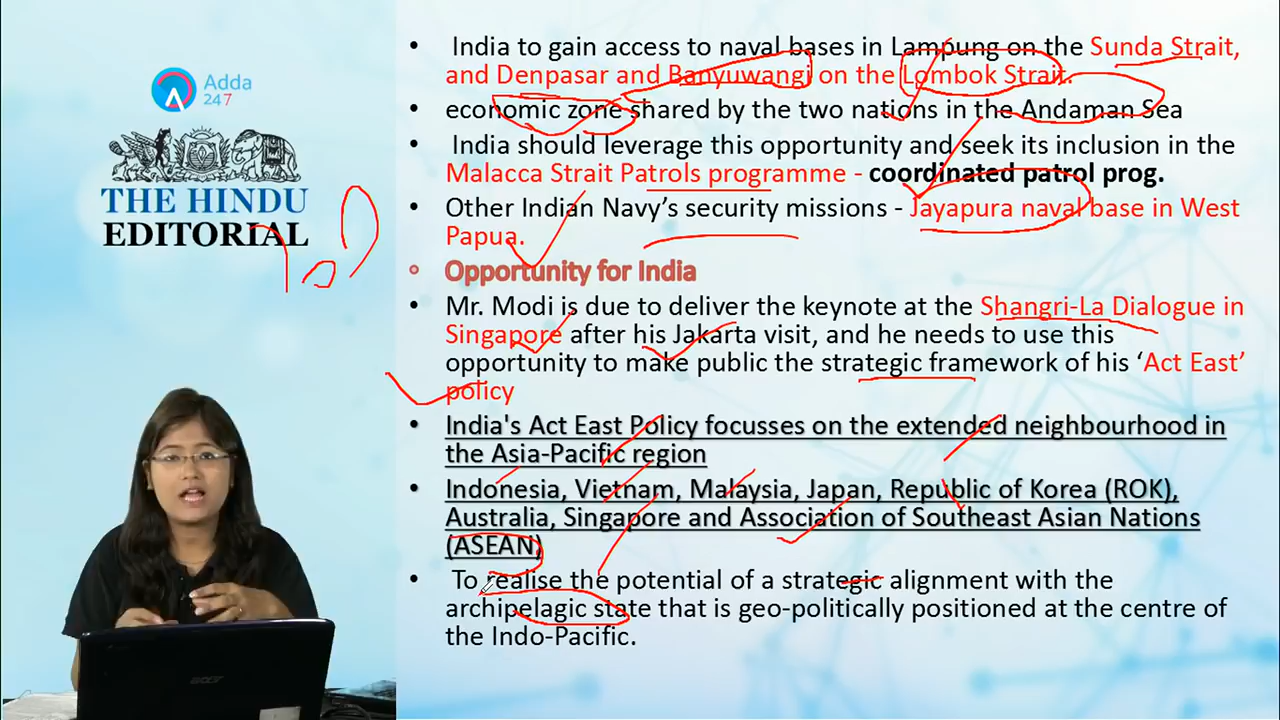 Adda
247
THE HINDU
EDITORIAL
• India to gain access to naval bases in Lampung on the Sunda Strait,
and Denpasar and Banyuwangi on the Lombok Strait.
• economic zone shared by the two nations in the Andaman Sea
• India should leverage this opportunity and seek its inclusion in the
Malacca Strait Patrols programme - coordinated patrol prog.
• Other Indian Navy’s security missions - Jayapura naval base in West
Papua.
• Opportunity for India
• Mr. Modi is due to deliver the keynote at the Shangri-La Dialogue in
Singapore after his Jakarta visit, and he needs to use this
opportunity to make public the strategic framework of his ‘Act East’
policy
• India's Act East Policy focusses on the extended neighbourhood in
the Asia-Pacific region
• Indonesia, Vietnam, Malaysia, Japan, Republic of Korea (ROK),
Australia, Singapore and Association of Southeast Asian Nations
(ASEAN)
• To realise the potential of a strategic alignment with the
archipelagic state that is geo-politically positioned at the centre of
the Indo-Pacific.
acer